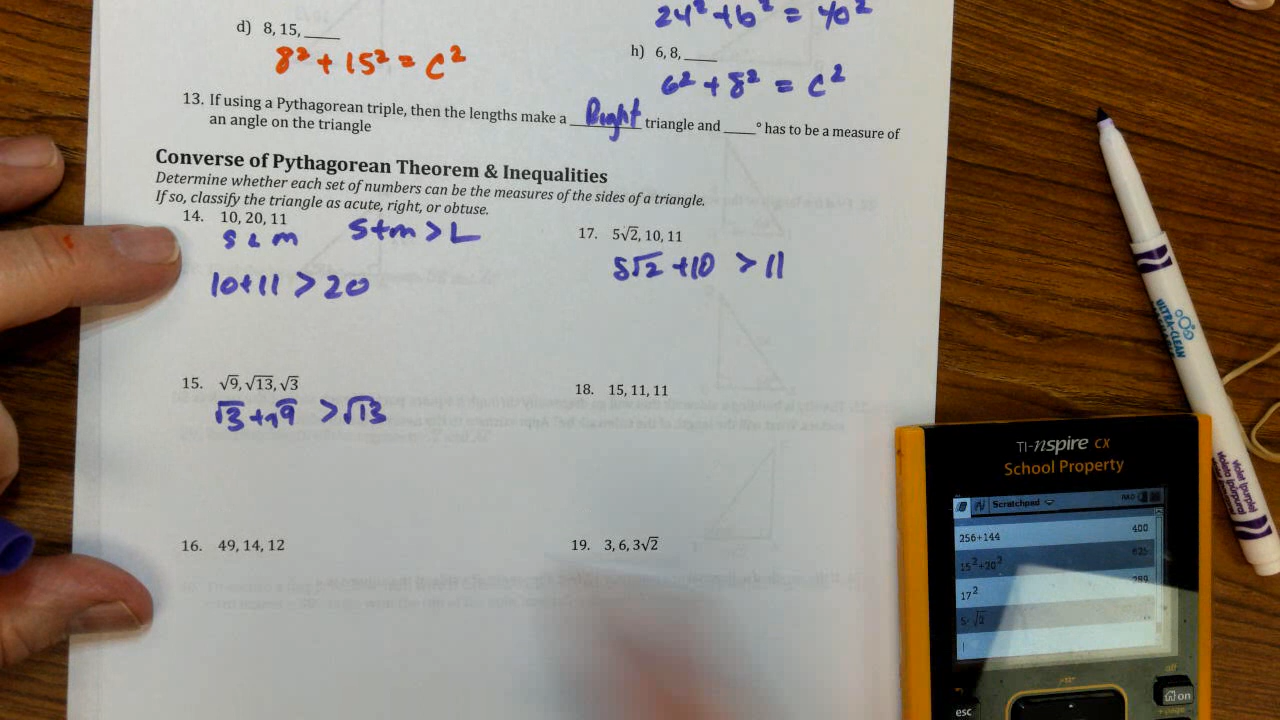 d) 8, 15, ____
8² + 15² = c²
24² + b² = 40²
h) 6, 8, ____
6² + 8² = c²
13. If using a Pythagorean triple, then the lengths make a Right triangle and ____° has to be a measure of
an angle on the triangle
Converse of Pythagorean Theorem & Inequalities
Determine whether each set of numbers can be the measures of the sides of a triangle.
If so, classify the triangle as acute, right, or obtuse.
14. 10, 20, 11
S L M
S+M > L
10+11 > 20
17. 5√2, 10, 11
5√2 + 10 > 11
15. √9, √13, √3
√3 + √9 > √13
18. 15, 11, 11
16. 49, 14, 12
19. 3, 6, 3√2
TI-nspire CX
School Property
Scratchpad
RAD
256+144
400
15²+20²
625
17²
289
5·√2
esc
off
on
ULTRA-CLEAN